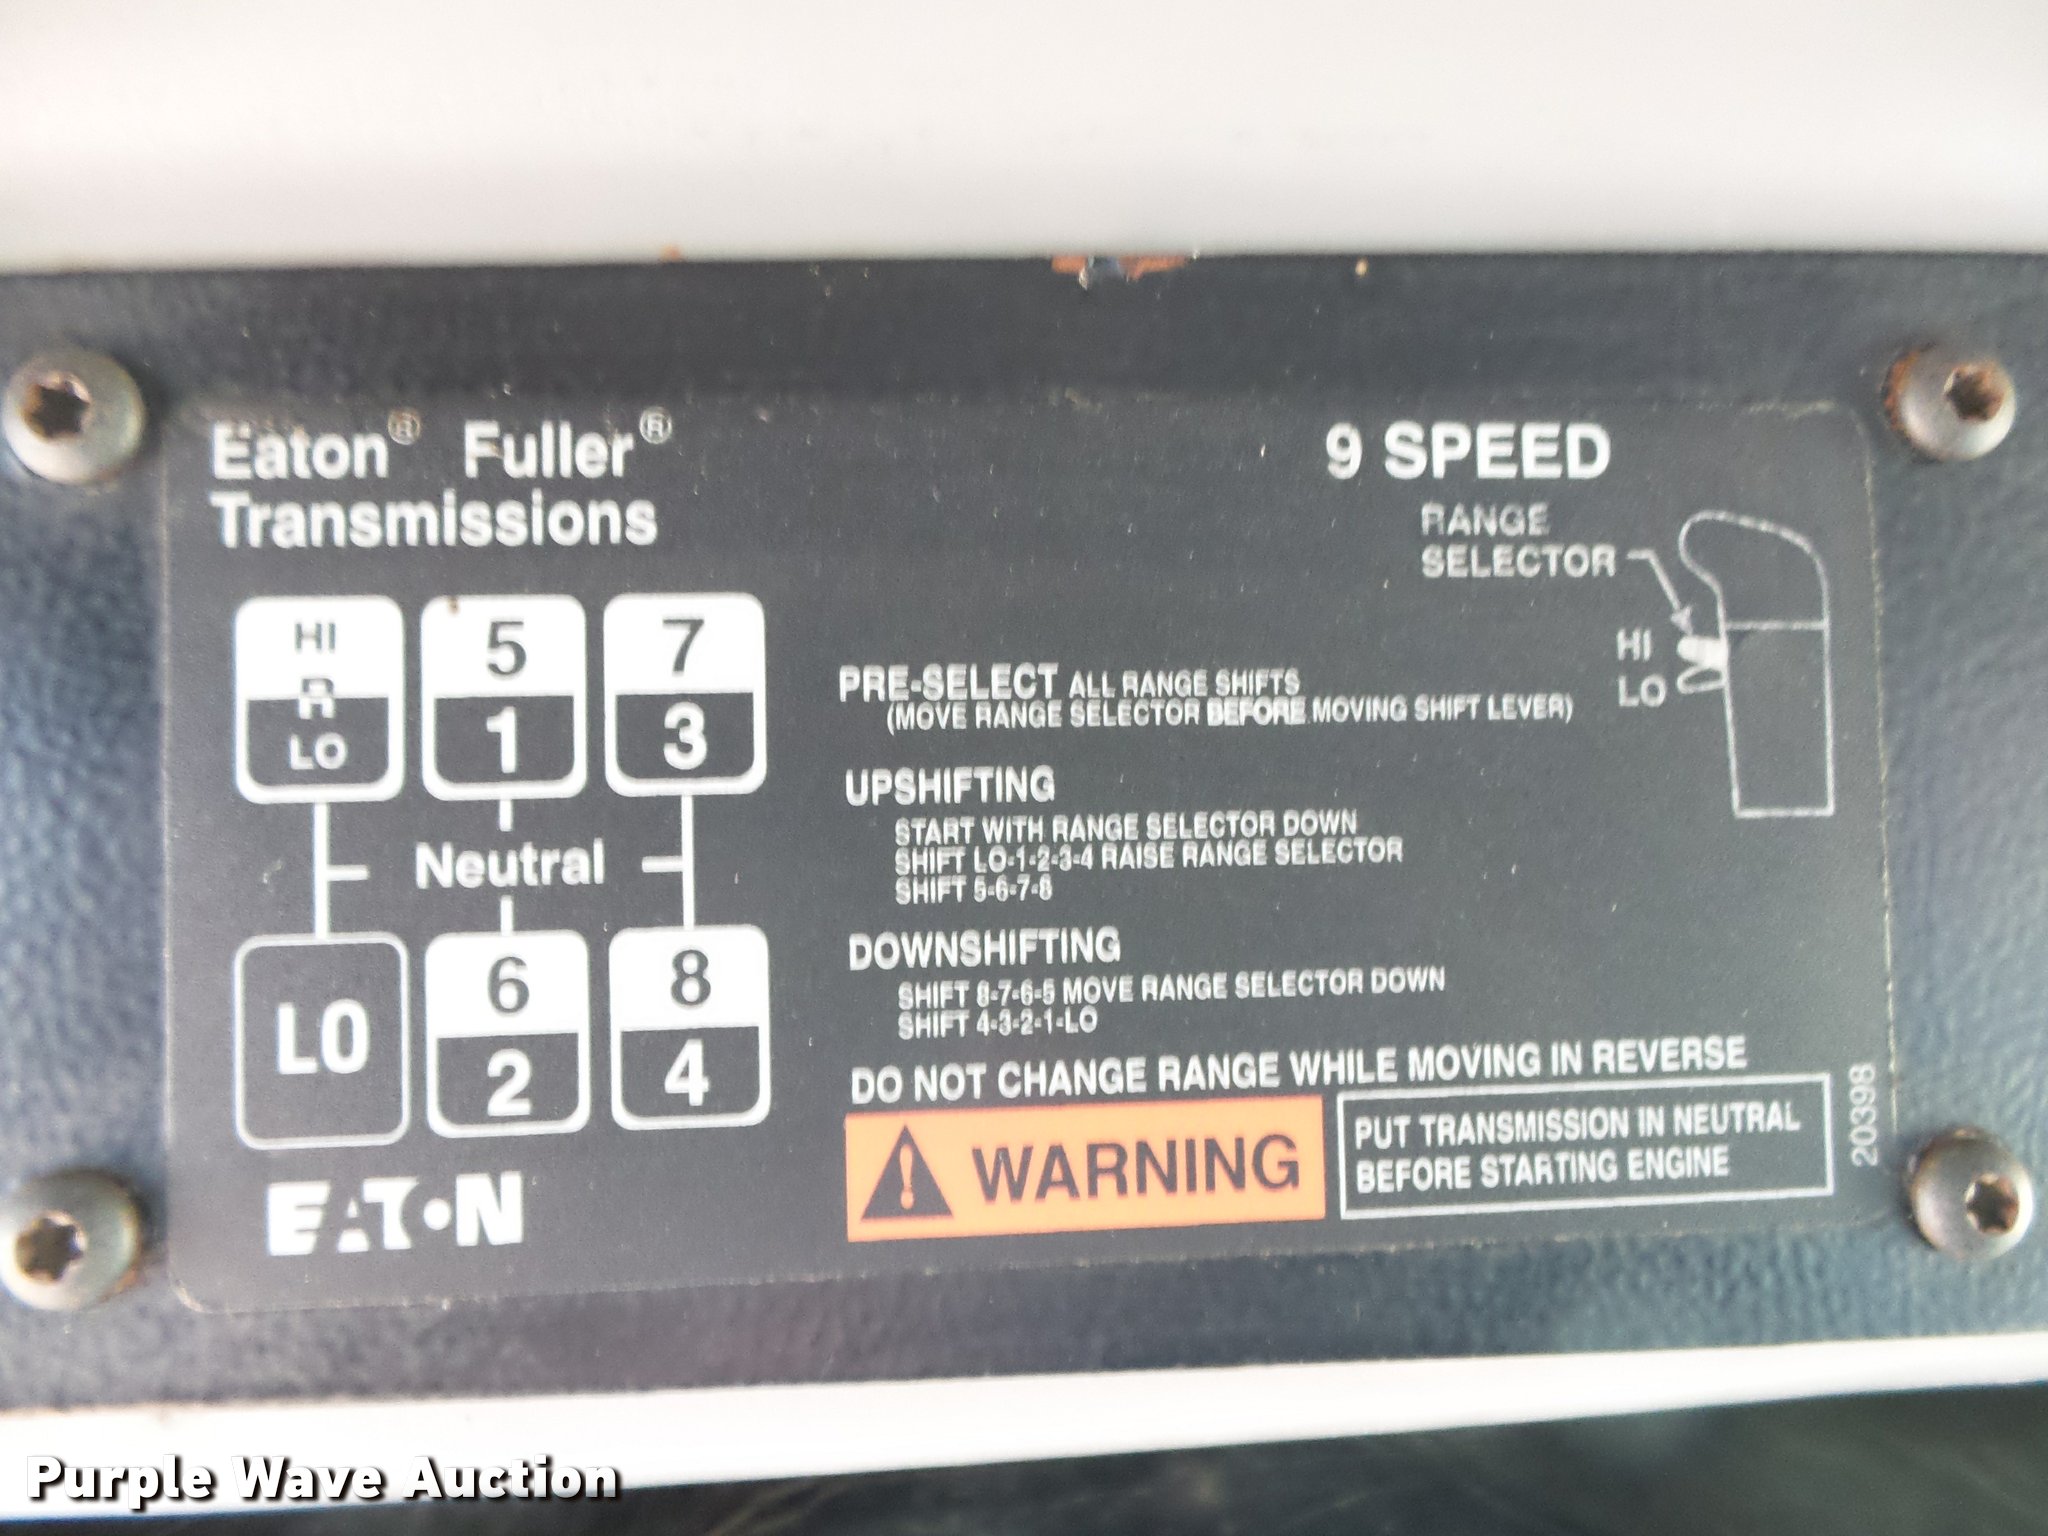 Eaton® Fuller®
Transmissions
9 SPEED
RANGE
SELECTOR
HI
LO
HI
R
LO
5
1
7
3
Neutral
LO
6
2
8
4
EATON
PRE-SELECT ALL RANGE SHIFTS
(MOVE RANGE SELECTOR BEFORE MOVING SHIFT LEVER)
UPSHIFTING
START WITH RANGE SELECTOR DOWN
SHIFT LO-1-2-3-4 RAISE RANGE SELECTOR
SHIFT 5-6-7-8
DOWNSHIFTING
SHIFT 8-7-6-5 MOVE RANGE SELECTOR DOWN
SHIFT 4-3-2-1-LO
DO NOT CHANGE RANGE WHILE MOVING IN REVERSE
WARNING
PUT TRANSMISSION IN NEUTRAL
BEFORE STARTING ENGINE
20398
Purple Wave Auction